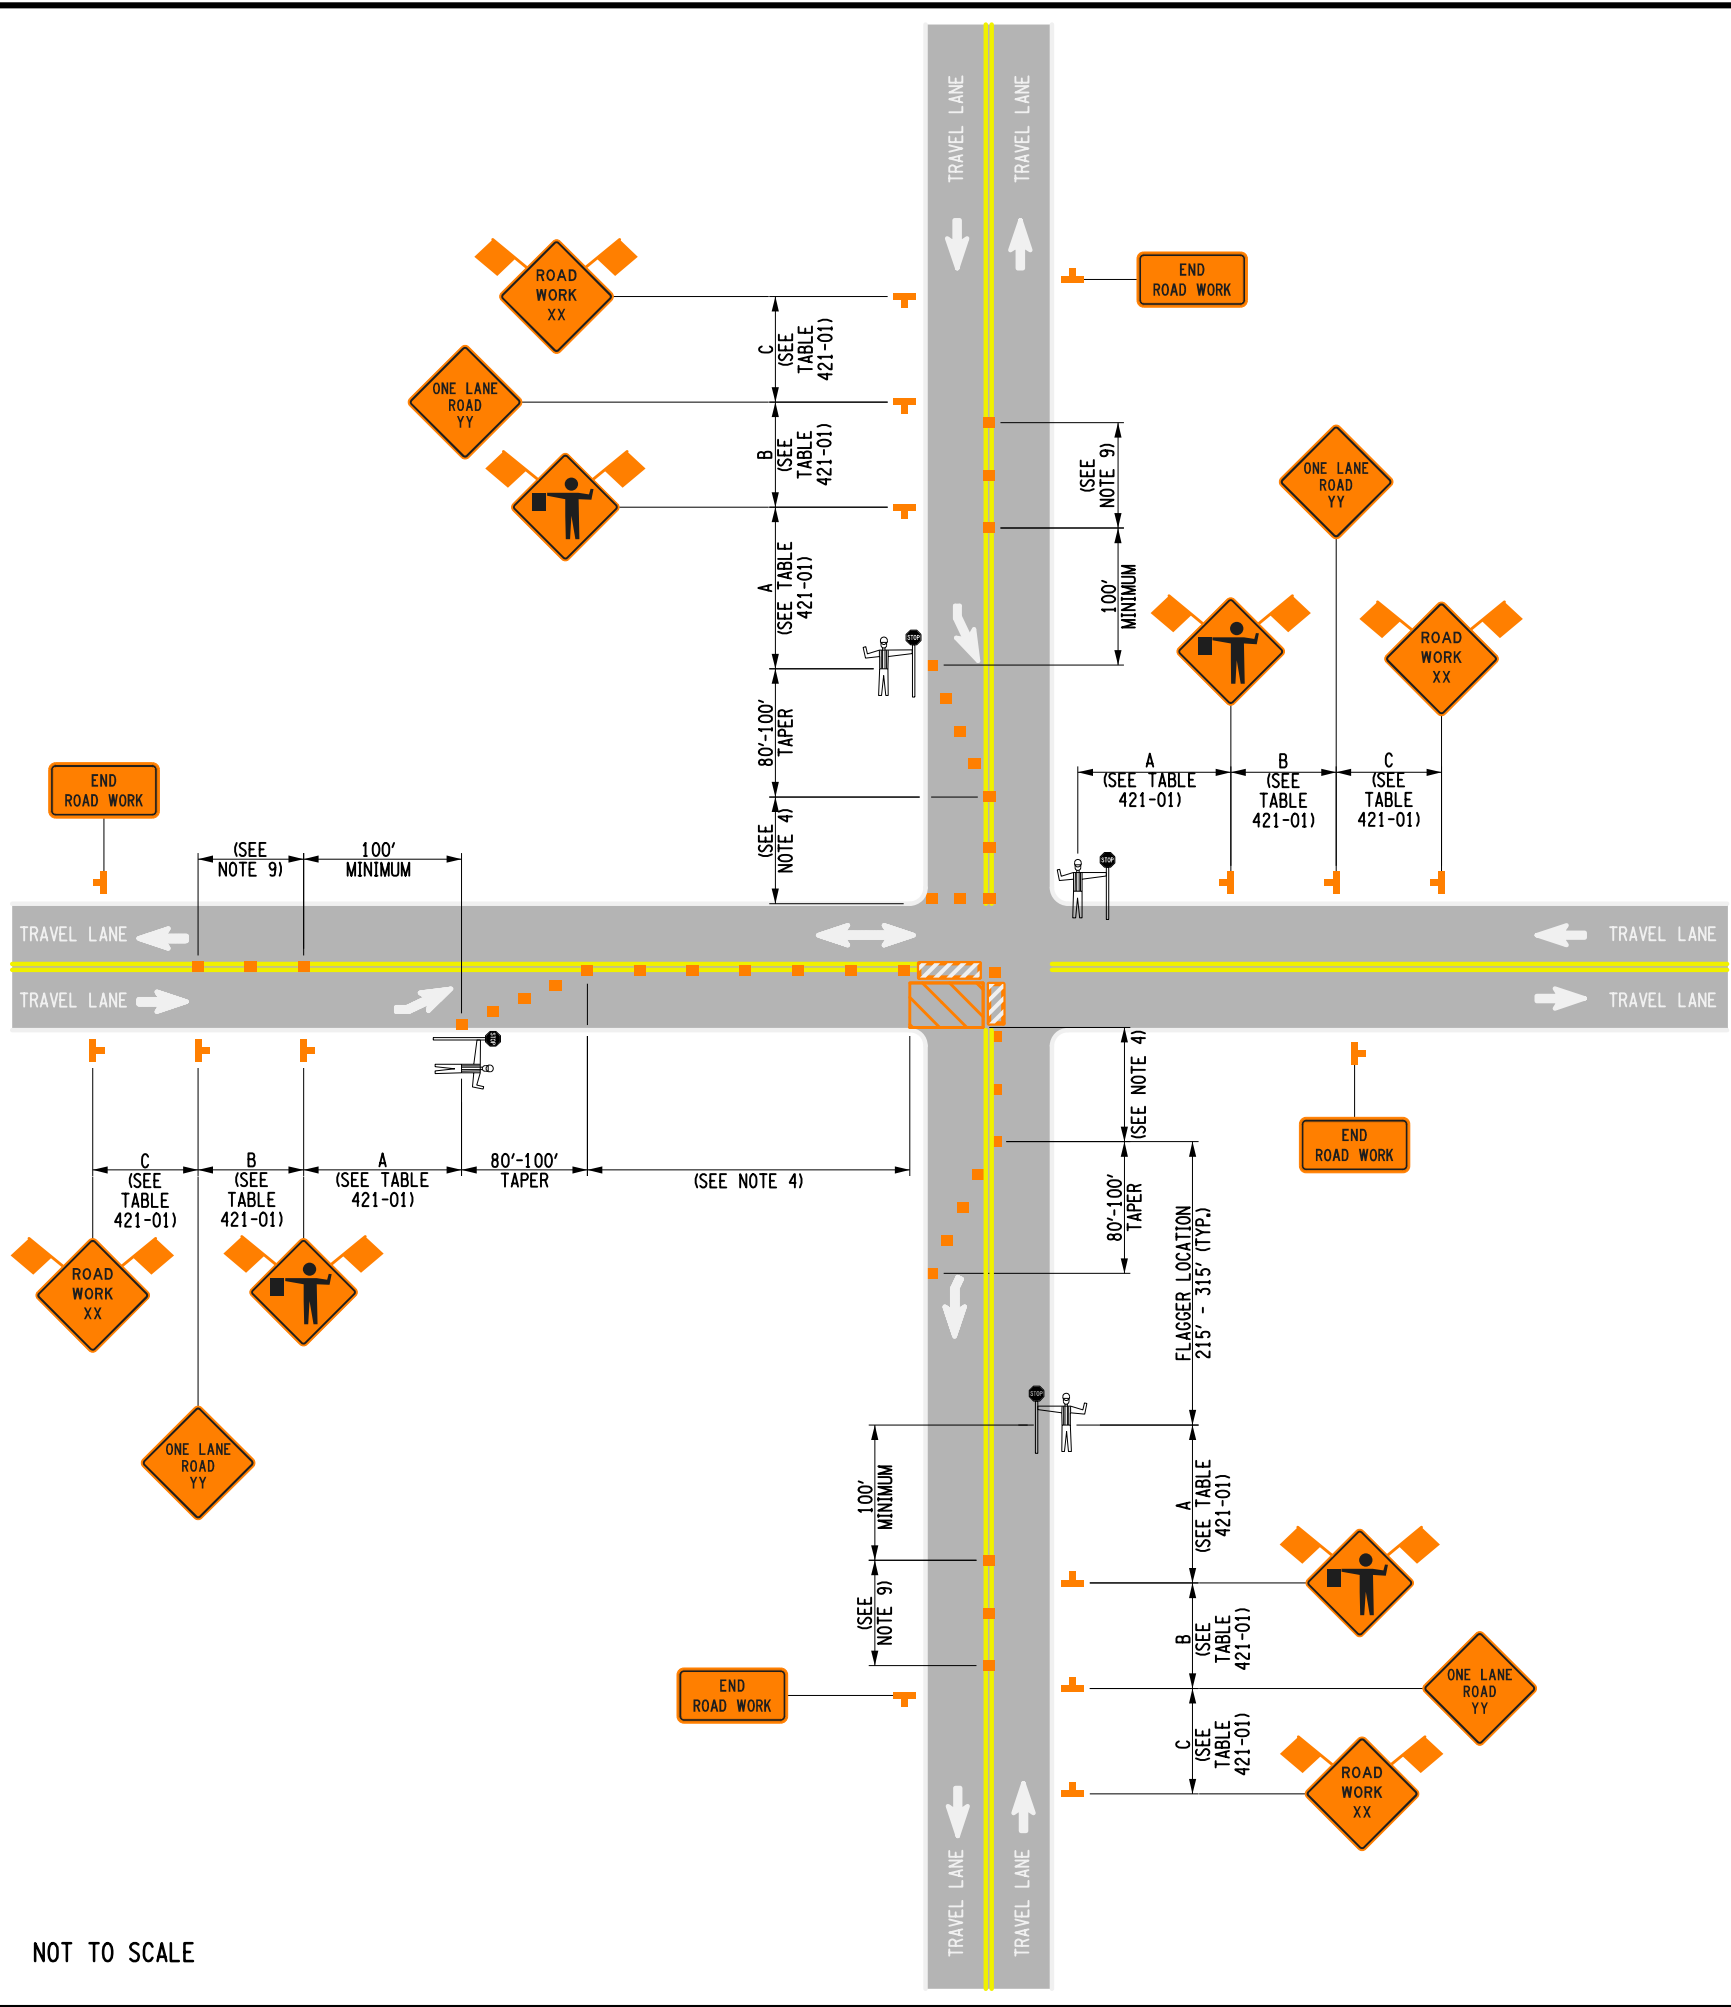 TRAVEL LANE
TRAVEL LANE
ROAD
WORK
XX
END
ROAD WORK
C
(SEE
TABLE
421-01)
ONE LANE
ROAD
YY
B
(SEE
TABLE
421-01)
(SEE
NOTE 9)
ONE LANE
ROAD
YY
A
(SEE TABLE
421-01)
100'
MINIMUM
STOP
ROAD
WORK
XX
80'-100'
TAPER
A
(SEE TABLE
421-01)
B
(SEE
TABLE
421-01)
C
(SEE
TABLE
421-01)
END
ROAD WORK
(SEE
NOTE 4)
(SEE
NOTE 9)
100'
MINIMUM
STOP
TRAVEL LANE
TRAVEL LANE
TRAVEL LANE
TRAVEL LANE
STOP
(SEE NOTE 4)
END
ROAD WORK
C
(SEE
TABLE
421-01)
B
(SEE
TABLE
421-01)
A
(SEE TABLE
421-01)
80'-100'
TAPER
(SEE NOTE 4)
80'-100'
TAPER
FLAGGER LOCATION
215' - 315' (TYP.)
ROAD
WORK
XX
STOP
ONE LANE
ROAD
YY
100'
MINIMUM
A
(SEE TABLE
421-01)
(SEE
NOTE 9)
B
(SEE
TABLE
421-01)
END
ROAD WORK
ONE LANE
ROAD
YY
C
(SEE
TABLE
421-01)
ROAD
WORK
XX
TRAVEL LANE
TRAVEL LANE
NOT TO SCALE